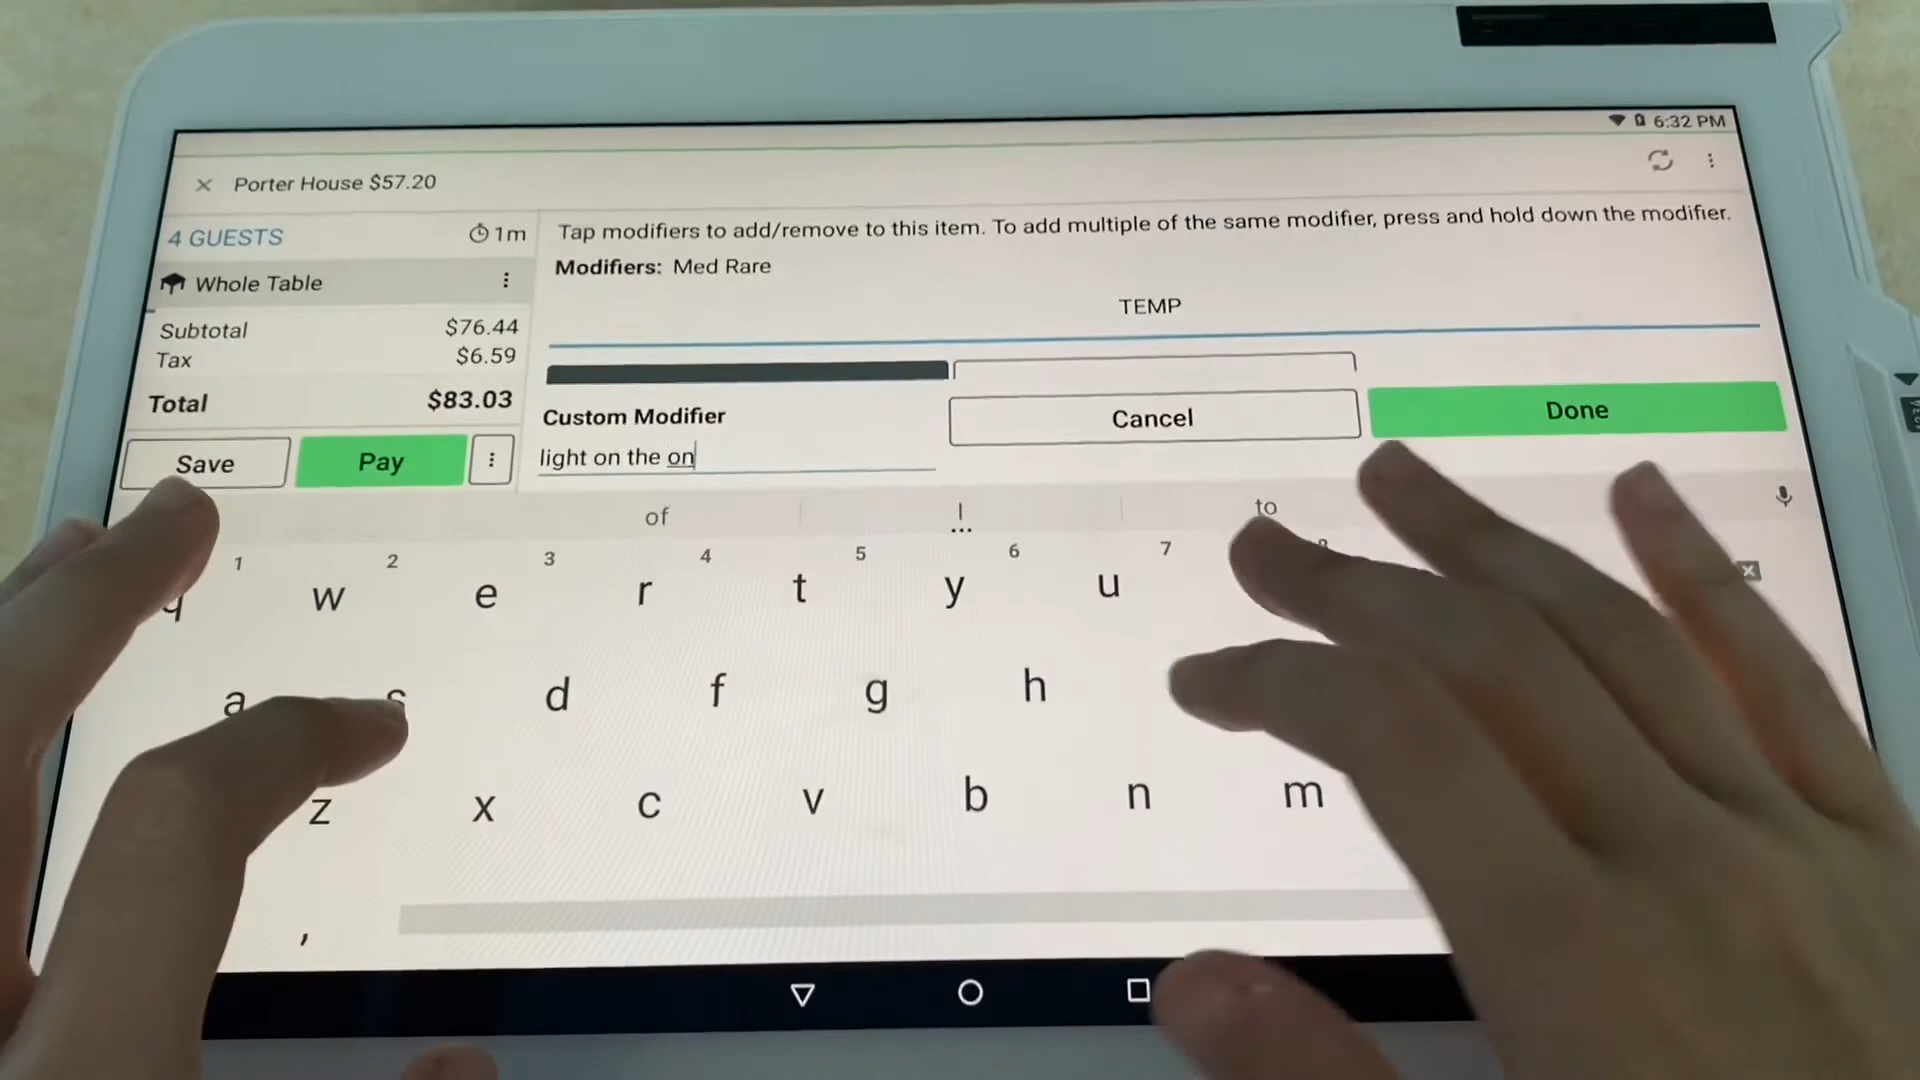 6:32 PM
Porter House $57.20
4 GUESTS
1m
Tap modifiers to add/remove to this item. To add multiple of the same modifier, press and hold down the modifier.
Modifiers: Med Rare
Whole Table
TEMP
Subtotal $76.44
Tax $6.59
Total $83.03
Custom Modifier
Cancel
Done
light on the on
Save
Pay
of
I
to
1 2 3 4 5 6 7
q w e r t y u
a s d f g h
z x c v b n m
,